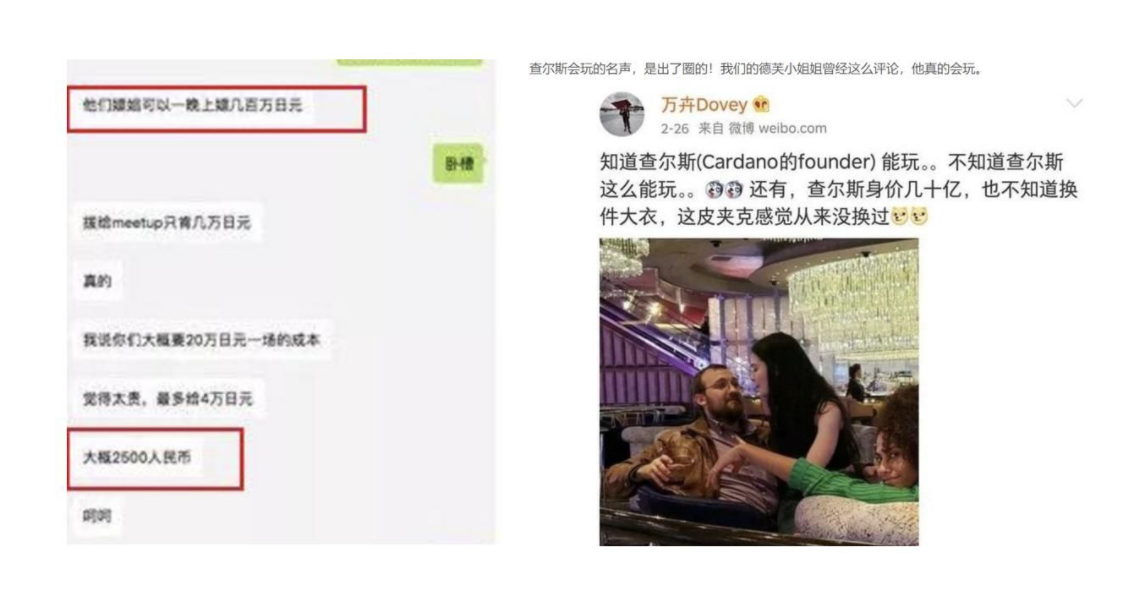 他们嫖娼可以一晚上嫖几百万日元
卧槽
拨给meetup只肯几万日元
真的
我说你们大概要20万日元一场的成本
觉得太贵，最多给4万日元
大概2500人民币
呵呵
查尔斯会玩的名声，是出了圈的！我们的德芙小姐姐曾经这么评论，他真的会玩。
万卉Dovey
2-26 来自 微博 weibo.com
知道查尔斯(Cardano的founder) 能玩。。不知道查尔斯
这么能玩。。还有，查尔斯身价几十亿，也不知道换
件大衣，这皮夹克感觉从来没换过